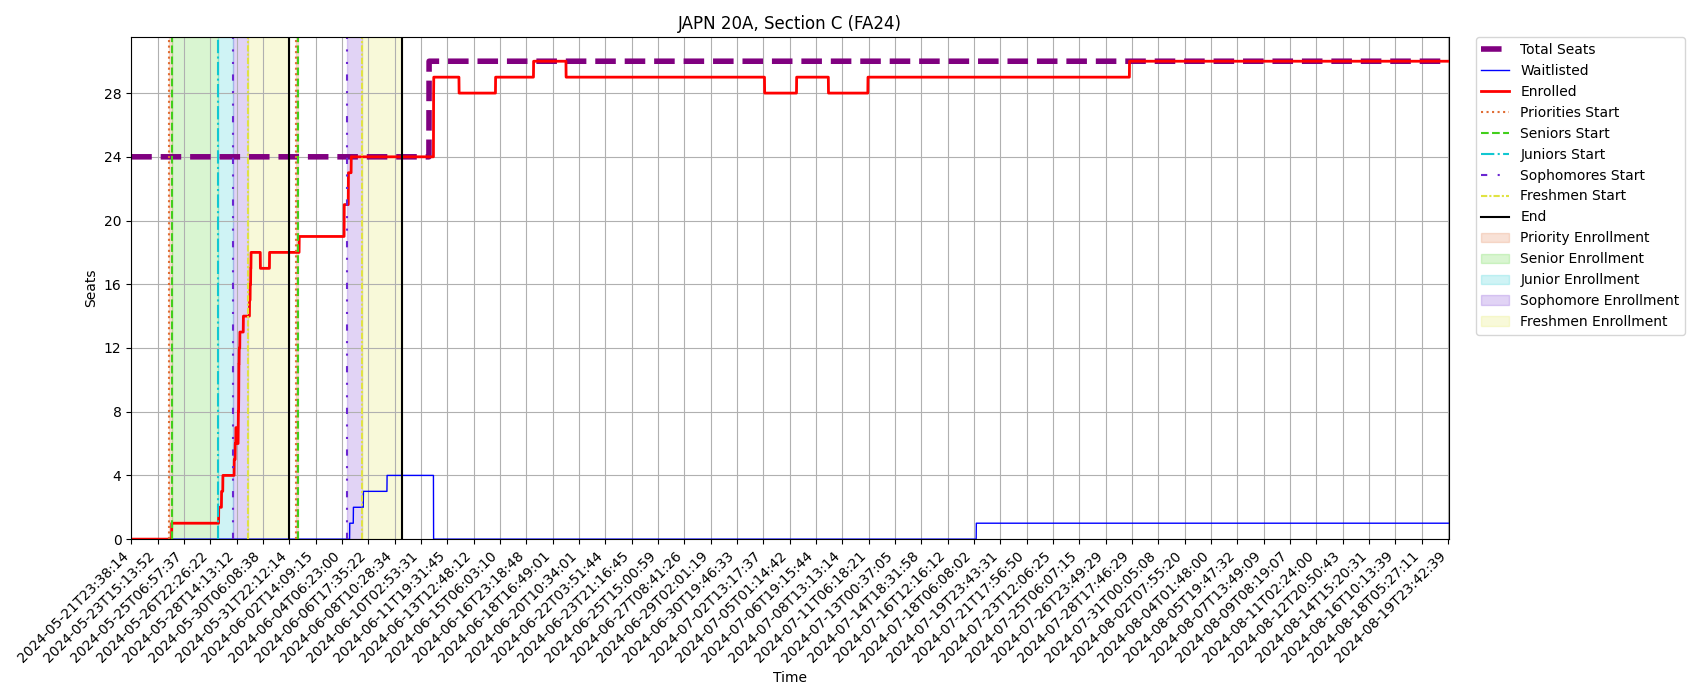 JAPN 20A, Section C (FA24)
Total Seats
Waitlisted
Enrolled
Priorities Start
Seniors Start
Juniors Start
Sophomores Start
Freshmen Start
End
Priority Enrollment
Senior Enrollment
Junior Enrollment
Sophomore Enrollment
Freshmen Enrollment
Seats
28
24
20
16
12
8
4
0
2024-05-21T23:38:14
2024-05-23T15:13:52
2024-05-25T06:57:37
2024-05-26T22:26:22
2024-05-28T14:13:12
2024-05-30T06:08:38
2024-05-31T22:12:14
2024-06-02T14:09:15
2024-06-04T06:23:00
2024-06-06T17:35:22
2024-06-08T10:28:34
2024-06-10T02:53:31
2024-06-11T19:31:45
2024-06-13T12:48:12
2024-06-15T06:03:10
2024-06-16T23:18:48
2024-06-18T16:49:01
2024-06-20T10:34:01
2024-06-22T03:51:44
2024-06-23T21:16:45
2024-06-25T15:00:59
2024-06-27T08:41:26
2024-06-29T02:01:19
2024-06-30T19:46:33
2024-07-02T13:17:37
2024-07-05T01:14:42
2024-07-06T19:15:44
2024-07-08T13:13:14
2024-07-11T06:18:21
2024-07-13T00:37:05
2024-07-14T18:31:58
2024-07-16T12:16:12
2024-07-18T06:08:02
2024-07-19T23:43:31
2024-07-21T17:56:50
2024-07-23T12:06:25
2024-07-25T06:07:15
2024-07-26T23:49:29
2024-07-28T17:46:29
2024-07-31T00:05:08
2024-08-02T07:55:20
2024-08-04T01:48:00
2024-08-05T19:47:32
2024-08-07T13:49:09
2024-08-09T08:19:07
2024-08-11T02:24:00
2024-08-12T20:50:43
2024-08-14T15:20:31
2024-08-16T10:13:39
2024-08-18T05:27:11
2024-08-19T23:42:39
Time